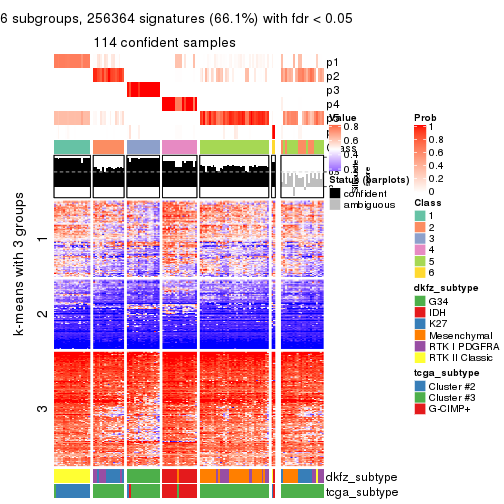 6 subgroups, 256364 signatures (66.1%) with fdr < 0.05
114 confident samples
p1
p2
p3
p4
Value
0.8
0.6
0.4
0.2
Status (barplots)
confident
ambiguous
Prob
1
0.8
0.6
0.4
0.2
0
Class
1
2
3
4
5
6
dkfz_subtype
G34
IDH
K27
Mesenchymal
RTK I PDGFRA
RTK II Classic
tcga_subtype
Cluster #2
Cluster #3
G-CIMP+
k-means with 3 groups
1
2
3
dkfz_subtype
tcga_subtype